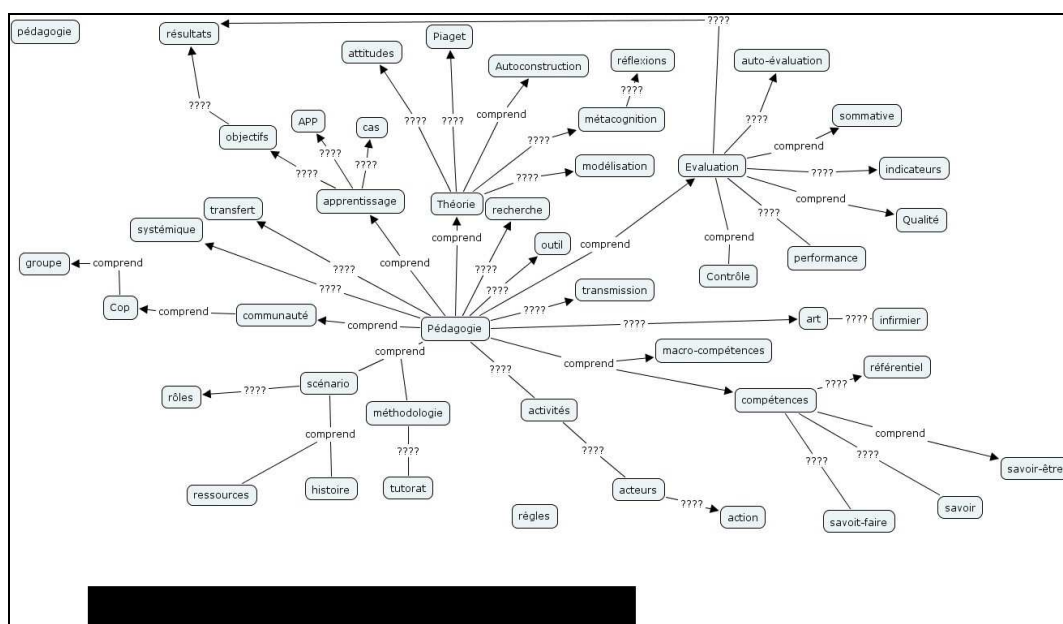 pédagogie
résultats
????
Piaget
attitudes
Autoconstruction
réflexions
auto-évaluation
????
????
APP
cas
comprend
????
métacognition
????
sommative
objectifs
????
????
????
????
comprend
????
????
modélisation
Evaluation
????
indicateurs
apprentissage
Théorie
transfert
recherche
comprend
systémique
????
Qualité
comprend
outil
comprend
groupe
comprend
comprend
????
performance
????
Contrôle
????
????
transmission
Cop
comprend
communauté
comprend
Pédagogie
????
????
art
????
infirmier
comprend
macro-compétences
comprend
référentiel
scénario
????
????
rôles
????
compétences
méthodologie
activités
comprend
comprend
????
????
????
????
savoir-être
ressources
histoire
tutorat
acteurs
????
savoir
règles
action
savoit-faire